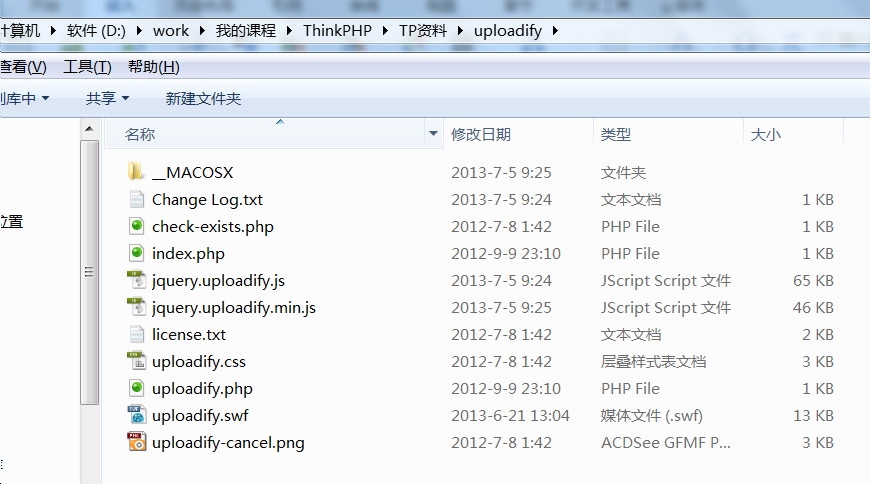 计算机 ▸ 软件 (D:) ▸ work ▸ 我的课程 ▸ ThinkPHP ▸ TP资料 ▸ uploadify ▸
查看(V) 工具(T) 帮助(H)
到库中 共享 新建文件夹
名称 修改日期 类型 大小
__MACOSX 2013-7-5 9:25 文件夹
Change Log.txt 2013-7-5 9:24 文本文档 1 KB
位置
check-exists.php 2012-7-8 1:42 PHP File 1 KB
index.php 2012-9-9 23:10 PHP File 1 KB
jquery.uploadify.js 2013-7-5 9:24 JScript Script 文件 65 KB
jquery.uploadify.min.js 2013-7-5 9:25 JScript Script 文件 46 KB
license.txt 2012-7-8 1:42 文本文档 2 KB
uploadify.css 2012-7-8 1:42 层叠样式表文档 3 KB
uploadify.php 2012-9-9 23:10 PHP File 1 KB
uploadify.swf 2013-6-21 13:04 媒体文件 (.swf) 13 KB
uploadify-cancel.png 2012-7-8 1:42 ACDSee GFMF P... 3 KB